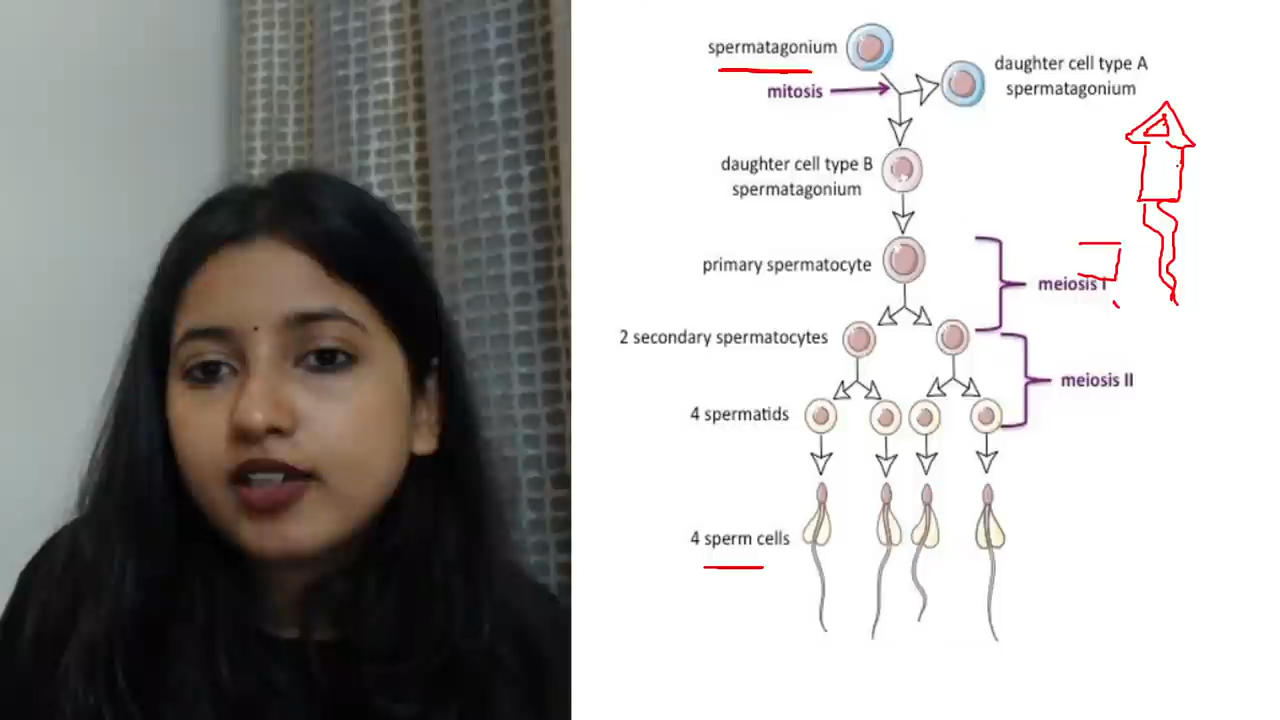 spermatagonium
daughter cell type A
spermatagonium
mitosis
daughter cell type B
spermatagonium
primary spermatocyte
meiosis I
2 secondary spermatocytes
meiosis II
4 spermatids
4 sperm cells